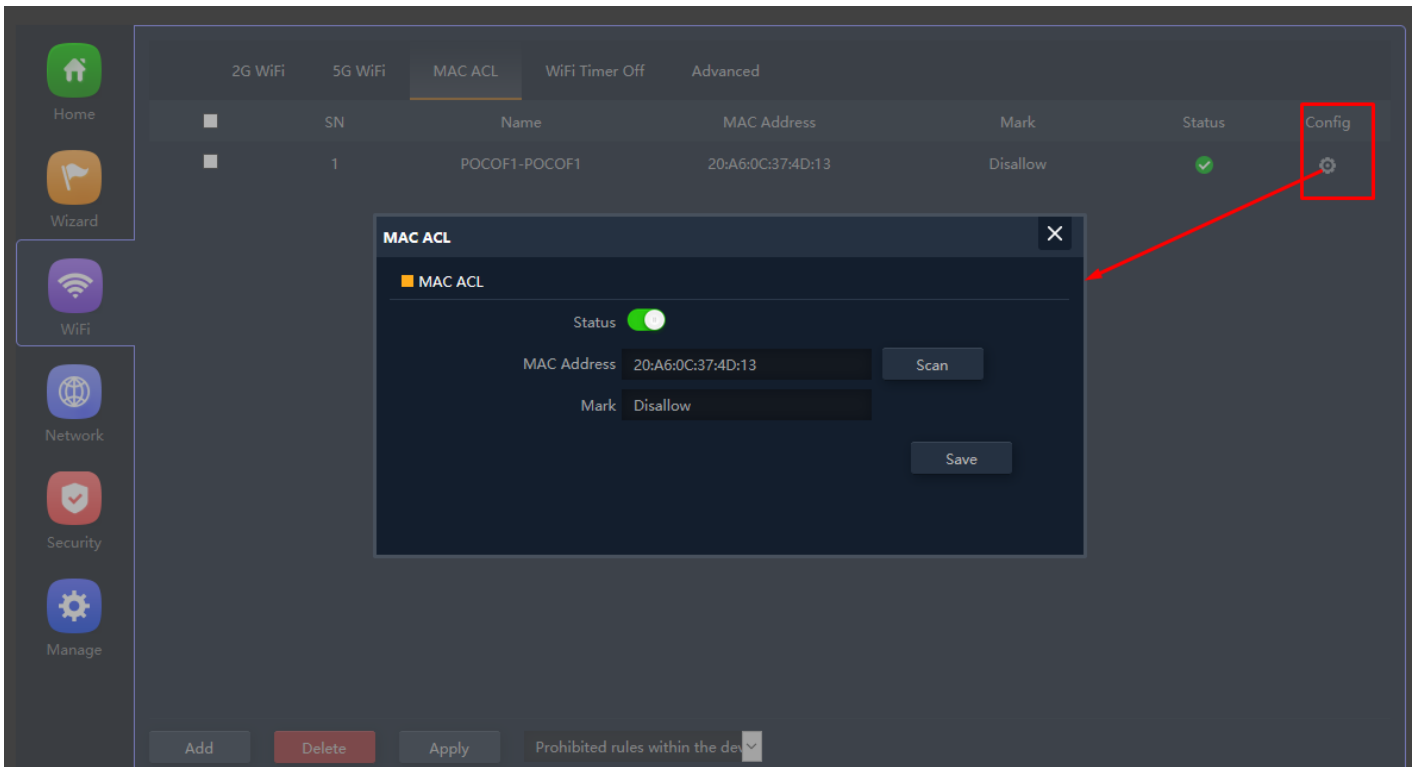 Home
Wizard
WiFi
Network
Security
Manage
2G WiFi 5G WiFi MAC ACL WiFi Timer Off Advanced
SN Name MAC Address Mark Status Config
1 POCOF1-POCOF1 20:A6:0C:37:4D:13 Disallow
MAC ACL
MAC ACL
Status
MAC Address 20:A6:0C:37:4D:13 Scan
Mark Disallow
Save
Add Delete Apply Prohibited rules within the dev